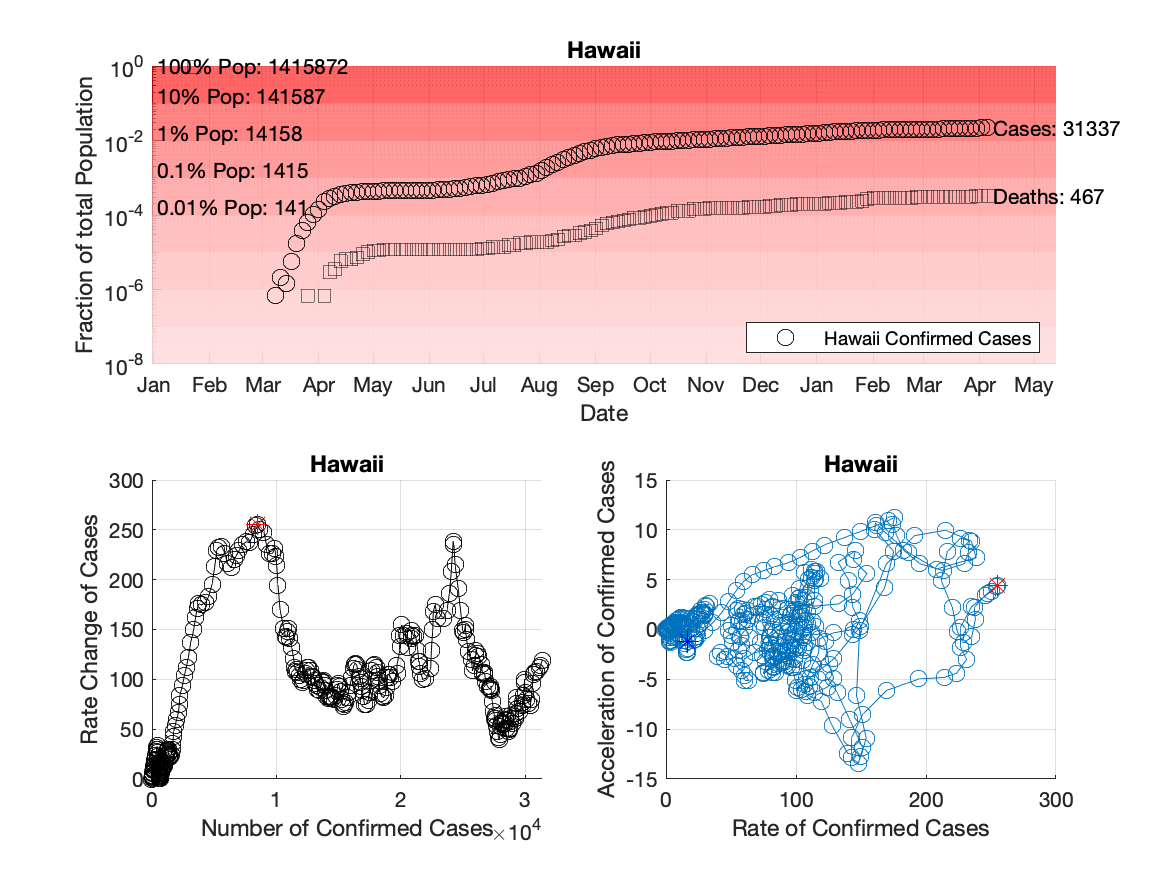 Hawaii
10^0
100% Pop: 1415872
10% Pop: 141587
10^-2
1% Pop: 14158
Cases: 31337
0.1% Pop: 1415
10^-4
0.01% Pop: 141
Deaths: 467
10^-6
Hawaii Confirmed Cases
10^-8
Fraction of total Population
Jan Feb Mar Apr May Jun Jul Aug Sep Oct Nov Dec Jan Feb Mar Apr May
Date
Hawaii
300
250
200
150
100
50
0
Rate Change of Cases
0 1 2 3
Number of Confirmed Cases ×10^4
Hawaii
15
10
5
0
-5
-10
-15
Acceleration of Confirmed Cases
0 100 200 300
Rate of Confirmed Cases